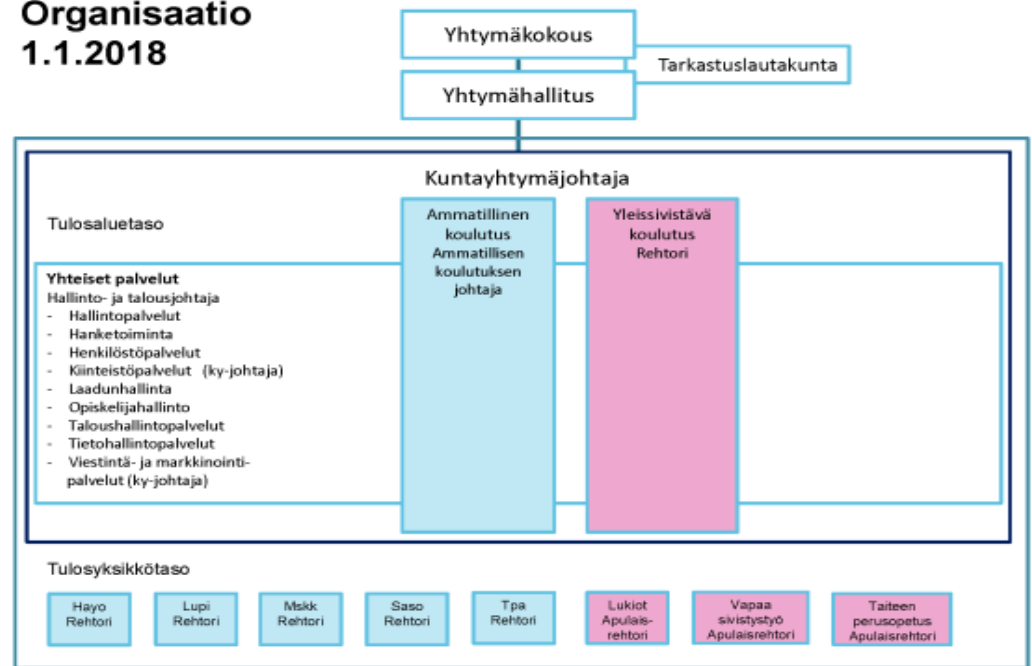 Organisaatio
1.1.2018
Yhtymäkokous
Tarkastuslautakunta
Yhtymähallitus
Kuntayhtymäjohtaja
Tulosaluetaso
Ammatillinen
koulutus
Ammatillisen
koulutuksen
johtaja
Yleissivistävä
koulutus
Rehtori
Yhteiset palvelut
Hallinto- ja talousjohtaja
- Hallintopalvelut
- Hanketoiminta
- Henkilöstöpalvelut
- Kiinteistöpalvelut (ky-johtaja)
- Laadunhallinta
- Opiskelijahallinto
- Taloushallintopalvelut
- Tietohallintopalvelut
- Viestintä- ja markkinointi-
palvelut (ky-johtaja)
Tulosyksikkötaso
Hayo
Rehtori
Lupi
Rehtori
Mskk
Rehtori
Saso
Rehtori
Tpa
Rehtori
Lukiot
Apulais-
rehtori
Vapaa
sivistystyö
Apulaisrehtori
Taiteen
perusopetus
Apulaisrehtori